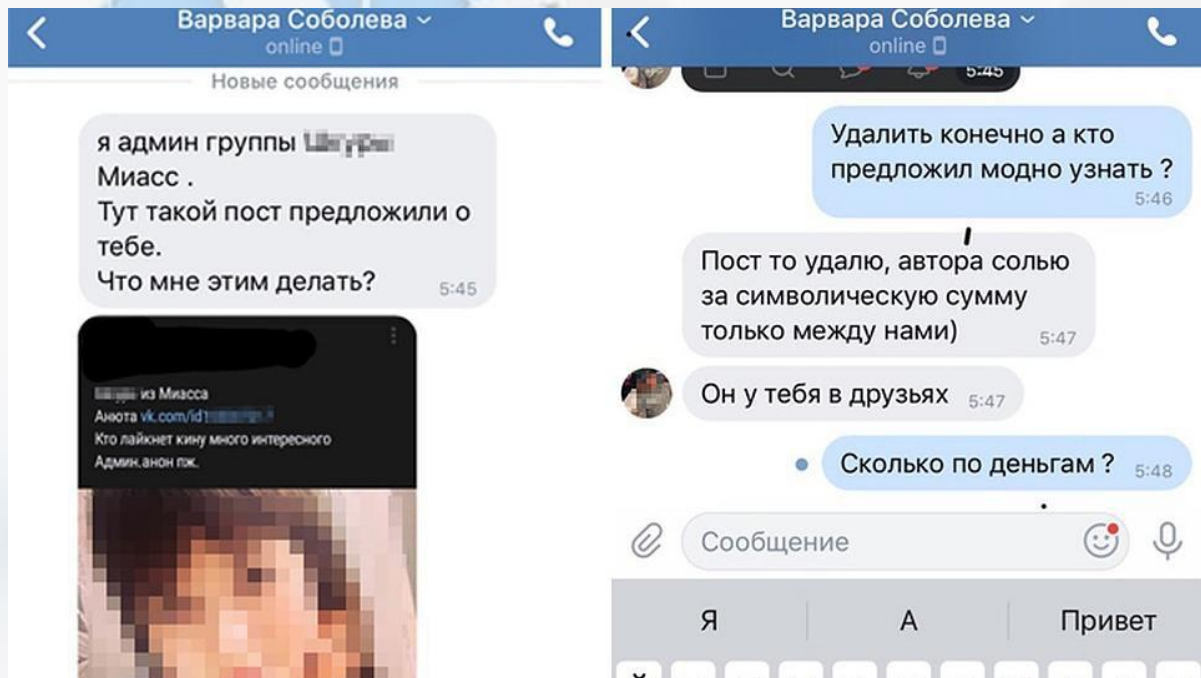 Варвара Соболева
online
Новые сообщения
я админ группы
Миасс .
Тут такой пост предложили о
тебе.
Что мне этим делать?
5:45
из Миасса
Анюта vk.com/id1
Кто лайкнет кину много интересного
Админ.анон пж.
Варвара Соболева
online
5:45
Удалить конечно а кто
предложил модно узнать ?
5:46
Пост то удалю, автора солью
за символическую сумму
только между нами)
5:47
Он у тебя в друзьях
5:47
Сколько по деньгам ?
5:48
Сообщение
Я
А
Привет